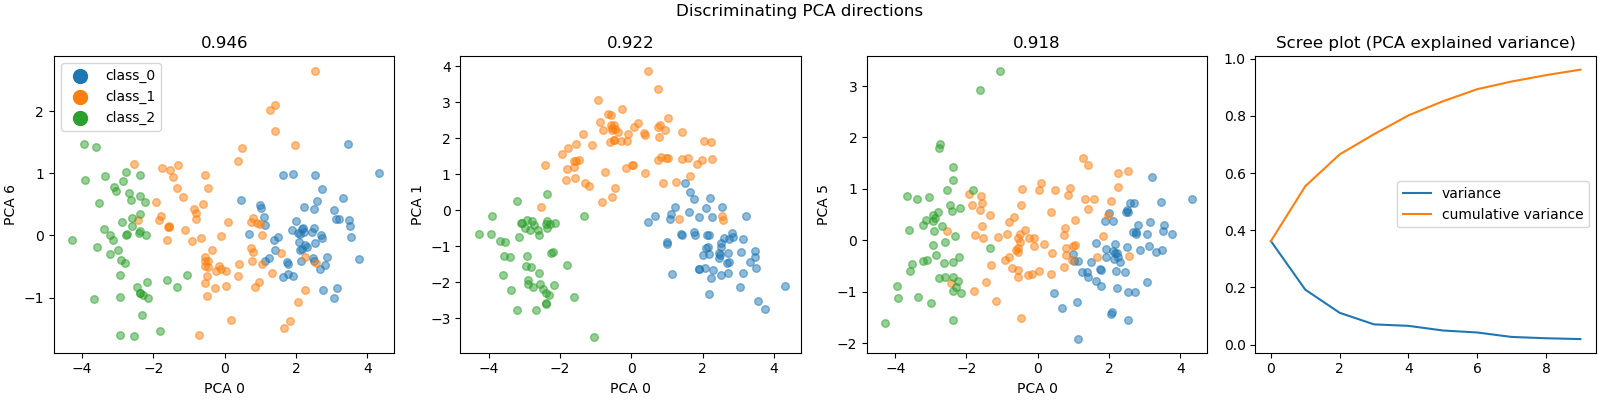 Discriminating PCA directions
0.946
class_0
class_1
class_2
2
1
0
−1
PCA 6
−4 −2 0 2 4
PCA 0
0.922
4
3
2
1
0
−1
−2
−3
PCA 1
−4 −2 0 2 4
PCA 0
0.918
3
2
1
0
−1
−2
PCA 5
−4 −2 0 2 4
PCA 0
Scree plot (PCA explained variance)
1.0
0.8
0.6
0.4
0.2
0.0
variance
cumulative variance
0 2 4 6 8